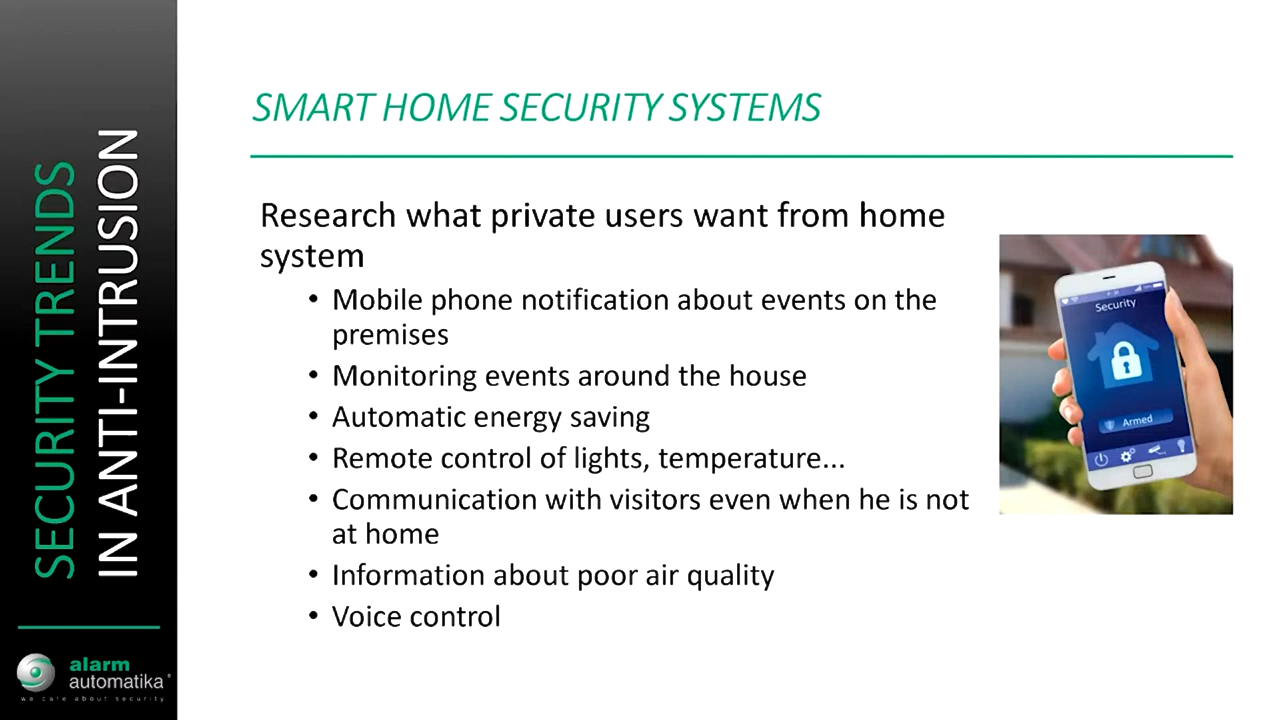 SECURITY TRENDS
IN ANTI-INTRUSION
alarm
automatika®
we care about security
SMART HOME SECURITY SYSTEMS
Research what private users want from home
system
• Mobile phone notification about events on the
premises
• Monitoring events around the house
• Automatic energy saving
• Remote control of lights, temperature...
• Communication with visitors even when he is not
at home
• Information about poor air quality
• Voice control
Security
Armed